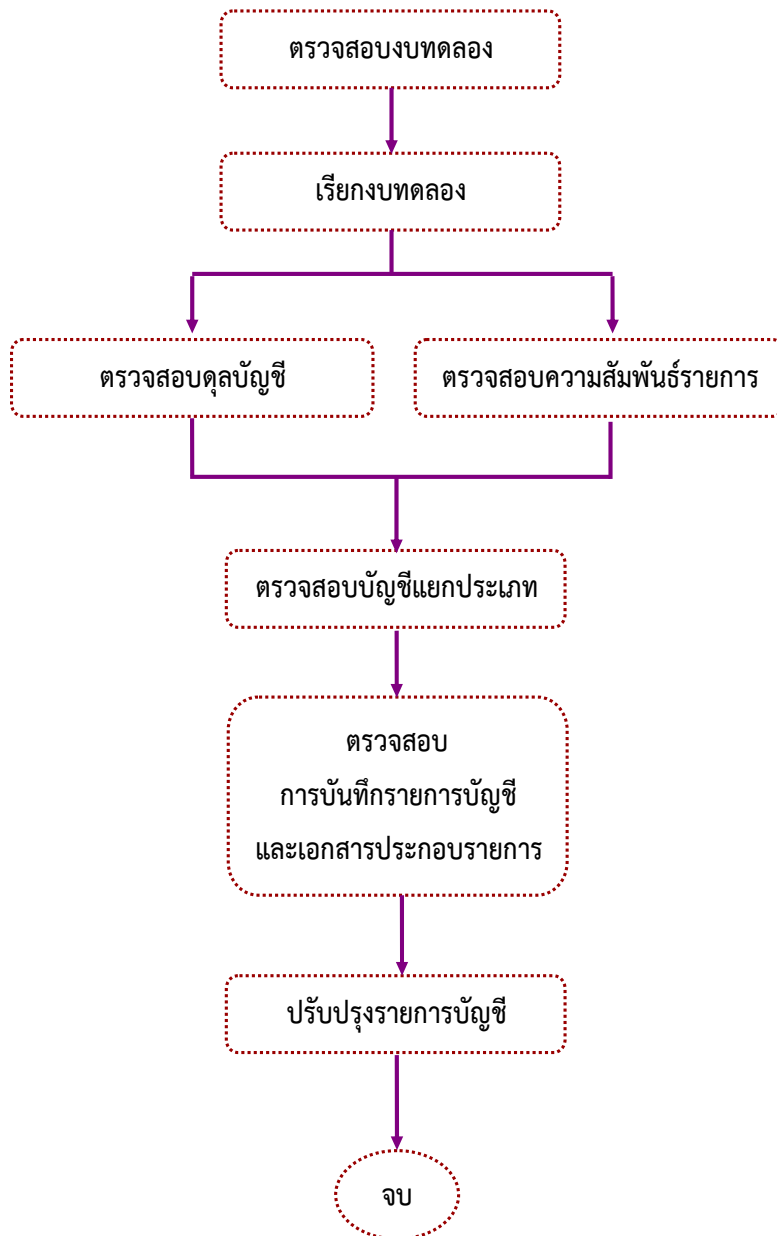 ตรวจสอบงบทดลอง
เรียกงบทดลอง
ตรวจสอบดุลบัญชี
ตรวจสอบความสัมพันธ์รายการ
ตรวจสอบบัญชีแยกประเภท
ตรวจสอบ
การบันทึกรายการบัญชี
และเอกสารประกอบรายการ
ปรับปรุงรายการบัญชี
จบ